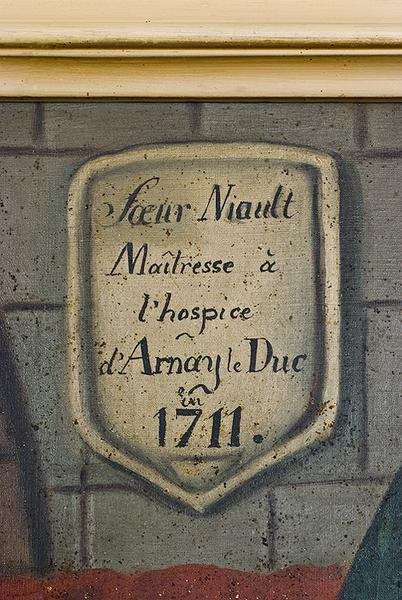 Sœur Niault
Maîtresse à
l'hospice
d'Arnay le Duc
en
1711.